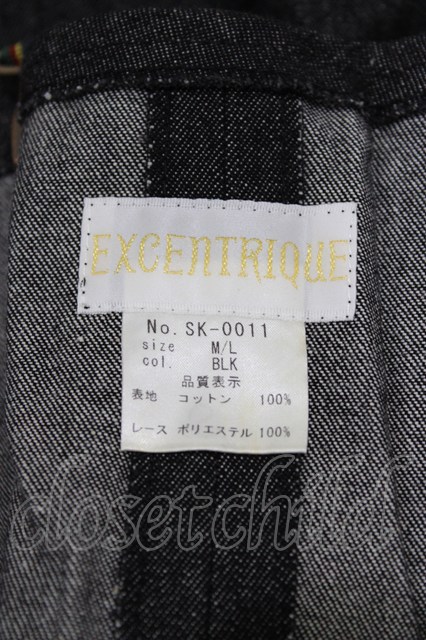 EXCENTRIQUE
No. SK-0011
size M/L
col. BLK
品質表示
表地 コットン 100%
レース ポリエステル 100%
closetchild